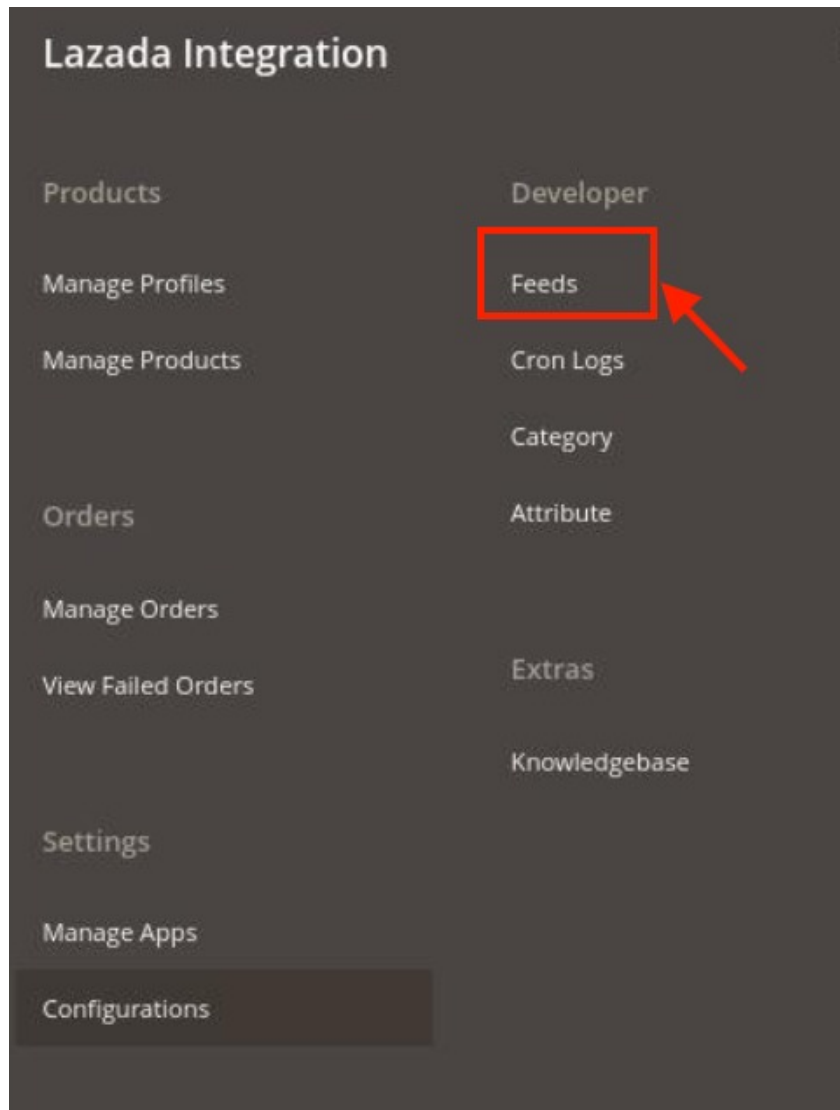 Lazada Integration
Products
Manage Profiles
Manage Products
Orders
Manage Orders
View Failed Orders
Settings
Manage Apps
Configurations
Developer
Feeds
Cron Logs
Category
Attribute
Extras
Knowledgebase